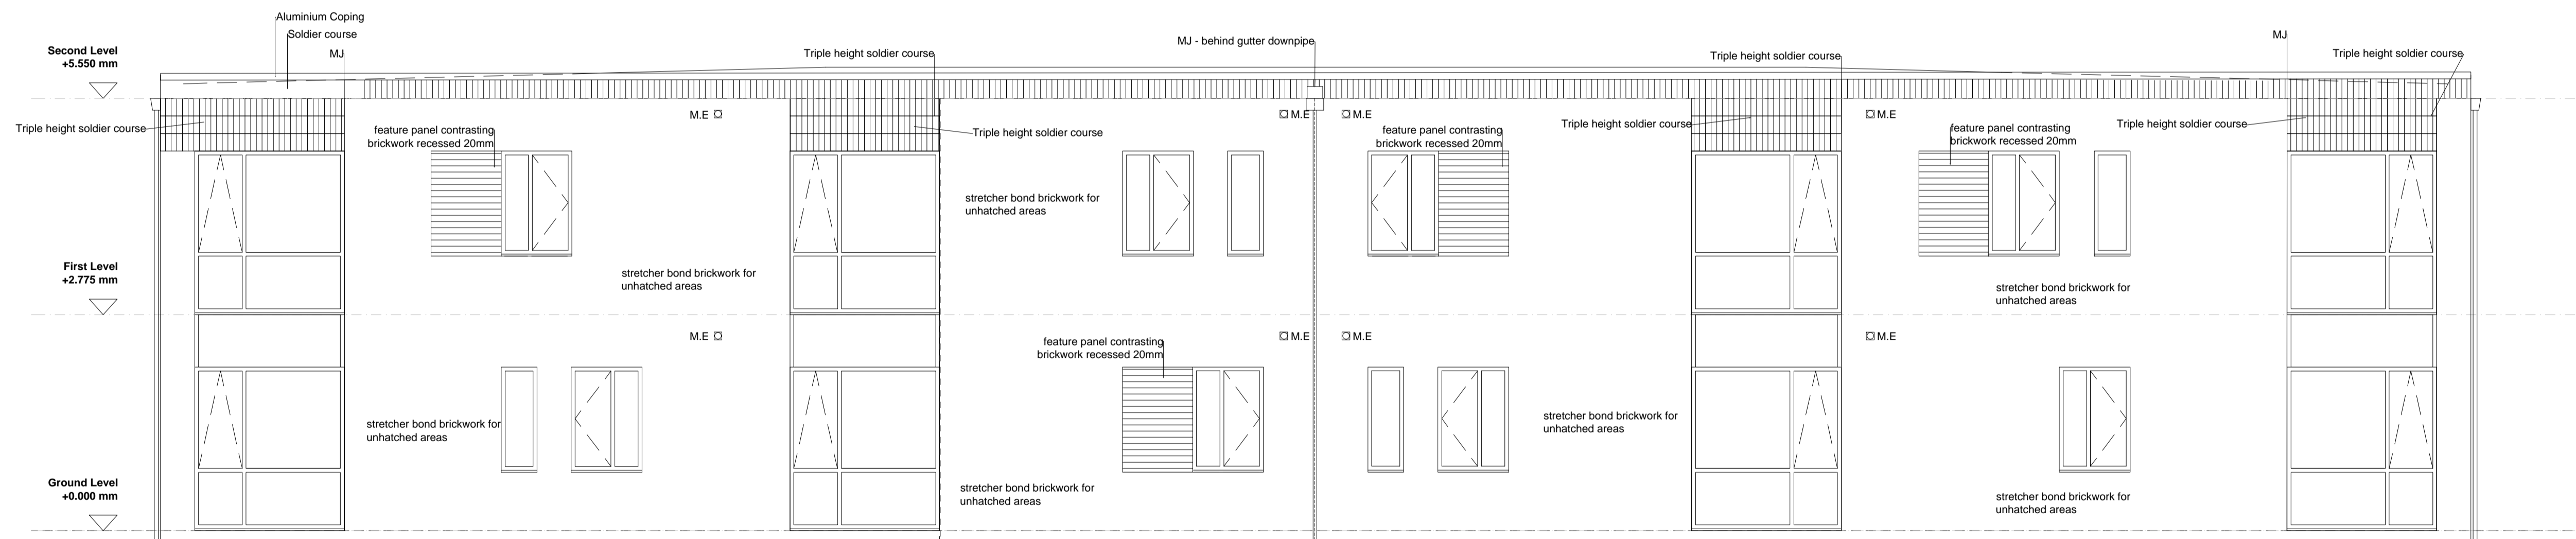 Aluminium Coping
Soldier course
MJ
Second Level
+5.550 mm
Triple height soldier course
MJ - behind gutter downpipe
Triple height soldier course
MJ
Triple height soldier course
Triple height soldier course
feature panel contrasting
brickwork recessed 20mm
M.E
Triple height soldier course
M.E
M.E
feature panel contrasting
brickwork recessed 20mm
Triple height soldier course
M.E
feature panel contrasting
brickwork recessed 20mm
Triple height soldier course
stretcher bond brickwork for
unhatched areas
First Level
+2.775 mm
stretcher bond brickwork for
unhatched areas
stretcher bond brickwork for
unhatched areas
M.E
M.E
M.E
M.E
feature panel contrasting
brickwork recessed 20mm
stretcher bond brickwork for
unhatched areas
stretcher bond brickwork for
unhatched areas
Ground Level
+0.000 mm
stretcher bond brickwork for
unhatched areas
stretcher bond brickwork for
unhatched areas